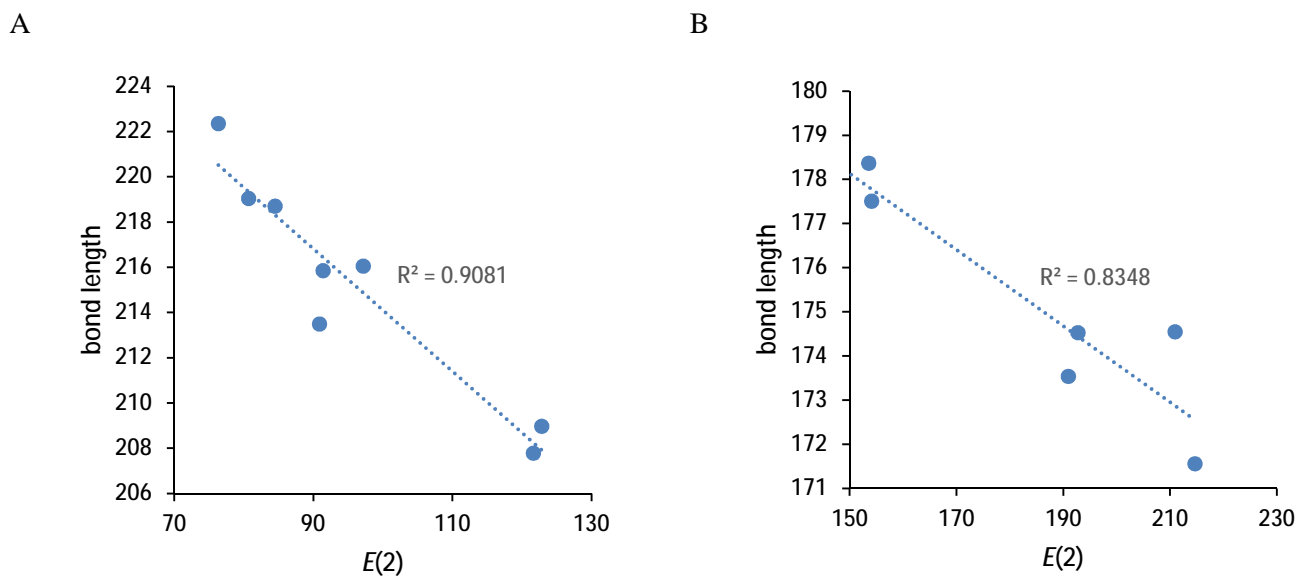 A
224
222
220
218
216
214
212
210
208
206
bond length
R² = 0.9081
70 90 110 130
E(2)
B
180
179
178
177
176
175
174
173
172
171
bond length
R² = 0.8348
150 170 190 210 230
E(2)